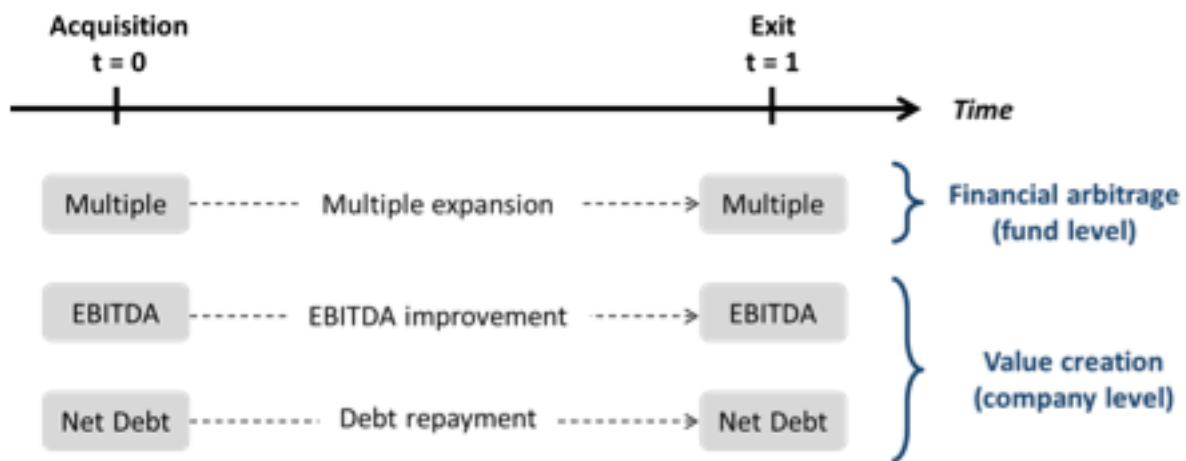 Acquisition
t = 0
Exit
t = 1
Time
Multiple
Multiple expansion
Multiple
Financial arbitrage
(fund level)
EBITDA
EBITDA improvement
EBITDA
Net Debt
Debt repayment
Net Debt
Value creation
(company level)